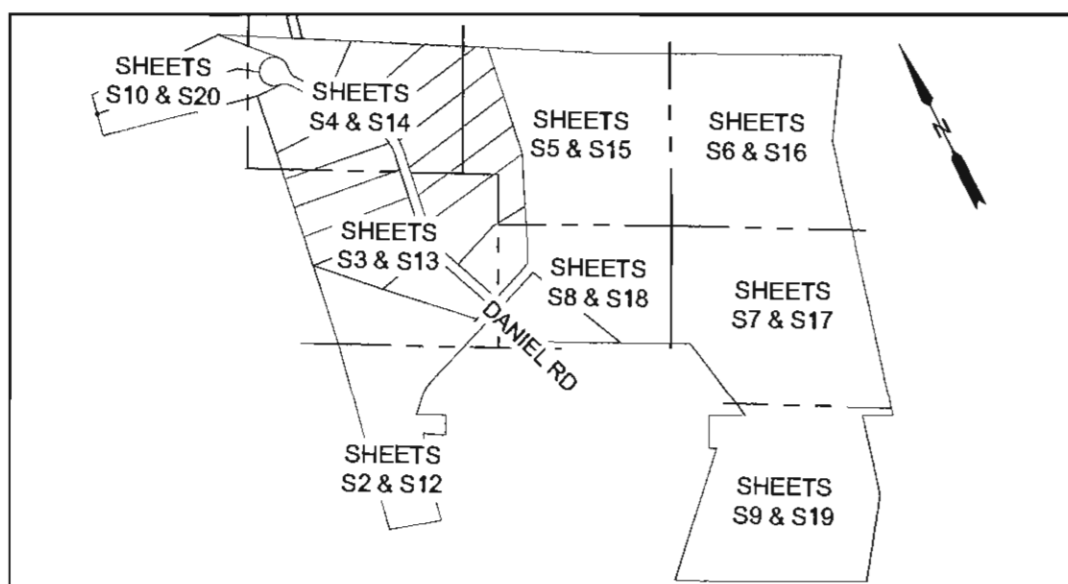 SHEETS
S10 & S20
SHEETS
S4 & S14
SHEETS
S5 & S15
SHEETS
S6 & S16
N
SHEETS
S3 & S13
SHEETS
S8 & S18
SHEETS
S7 & S17
DANIEL RD
SHEETS
S2 & S12
SHEETS
S9 & S19